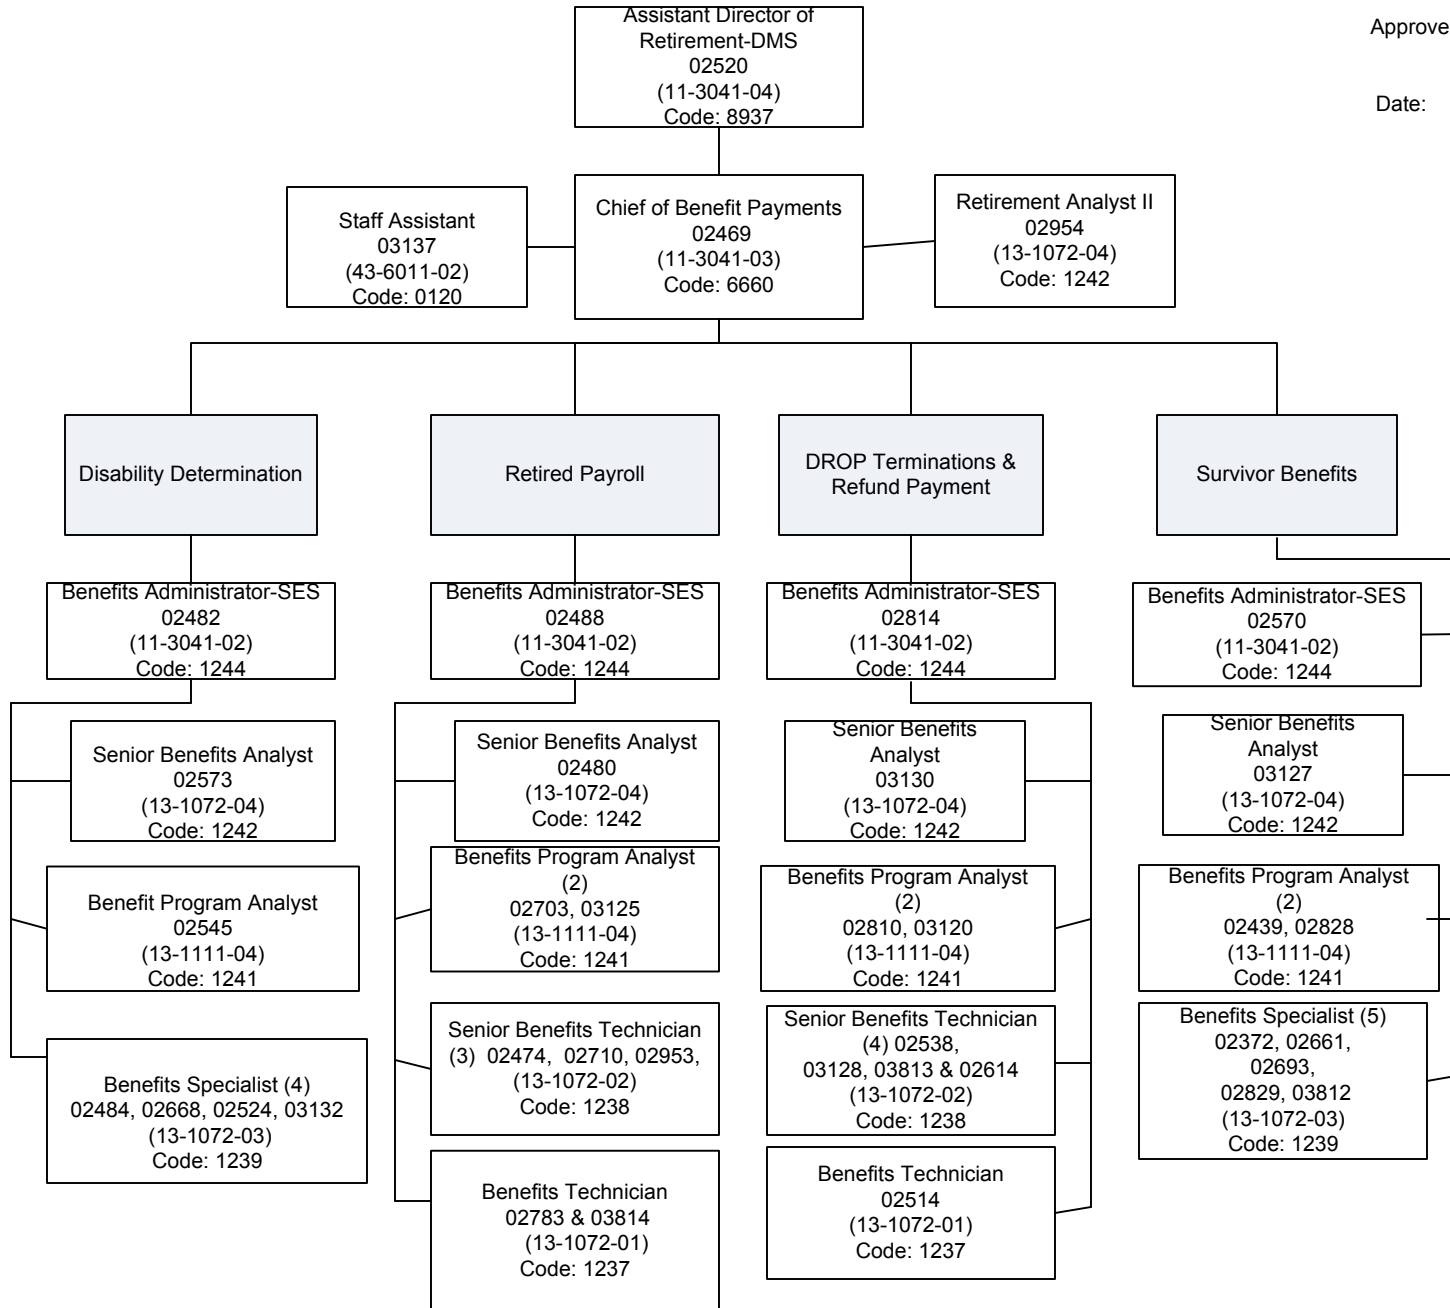 Assistant Director of
Retirement-DMS
02520
(11-3041-04)
Code: 8937
Approve
Date:
Staff Assistant
03137
(43-6011-02)
Code: 0120
Chief of Benefit Payments
02469
(11-3041-03)
Code: 6660
Retirement Analyst II
02954
(13-1072-04)
Code: 1242
Disability Determination
Retired Payroll
DROP Terminations &
Refund Payment
Survivor Benefits
Benefits Administrator-SES
02482
(11-3041-02)
Code: 1244
Benefits Administrator-SES
02488
(11-3041-02)
Code: 1244
Benefits Administrator-SES
02814
(11-3041-02)
Code: 1244
Benefits Administrator-SES
02570
(11-3041-02)
Code: 1244
Senior Benefits Analyst
02573
(13-1072-04)
Code: 1242
Senior Benefits Analyst
02480
(13-1072-04)
Code: 1242
Senior Benefits
Analyst
03130
(13-1072-04)
Code: 1242
Senior Benefits
Analyst
03127
(13-1072-04)
Code: 1242
Benefit Program Analyst
02545
(13-1111-04)
Code: 1241
Benefits Program Analyst
(2)
02703, 03125
(13-1111-04)
Code: 1241
Benefits Program Analyst
(2)
02810, 03120
(13-1111-04)
Code: 1241
Benefits Program Analyst
(2)
02439, 02828
(13-1111-04)
Code: 1241
Benefits Specialist (4)
02484, 02668, 02524, 03132
(13-1072-03)
Code: 1239
Senior Benefits Technician
(3) 02474, 02710, 02953,
(13-1072-02)
Code: 1238
Senior Benefits Technician
(4) 02538,
03128, 03813 & 02614
(13-1072-02)
Code: 1238
Benefits Specialist (5)
02372, 02661,
02693,
02829, 03812
(13-1072-03)
Code: 1239
Benefits Technician
02783 & 03814
(13-1072-01)
Code: 1237
Benefits Technician
02514
(13-1072-01)
Code: 1237